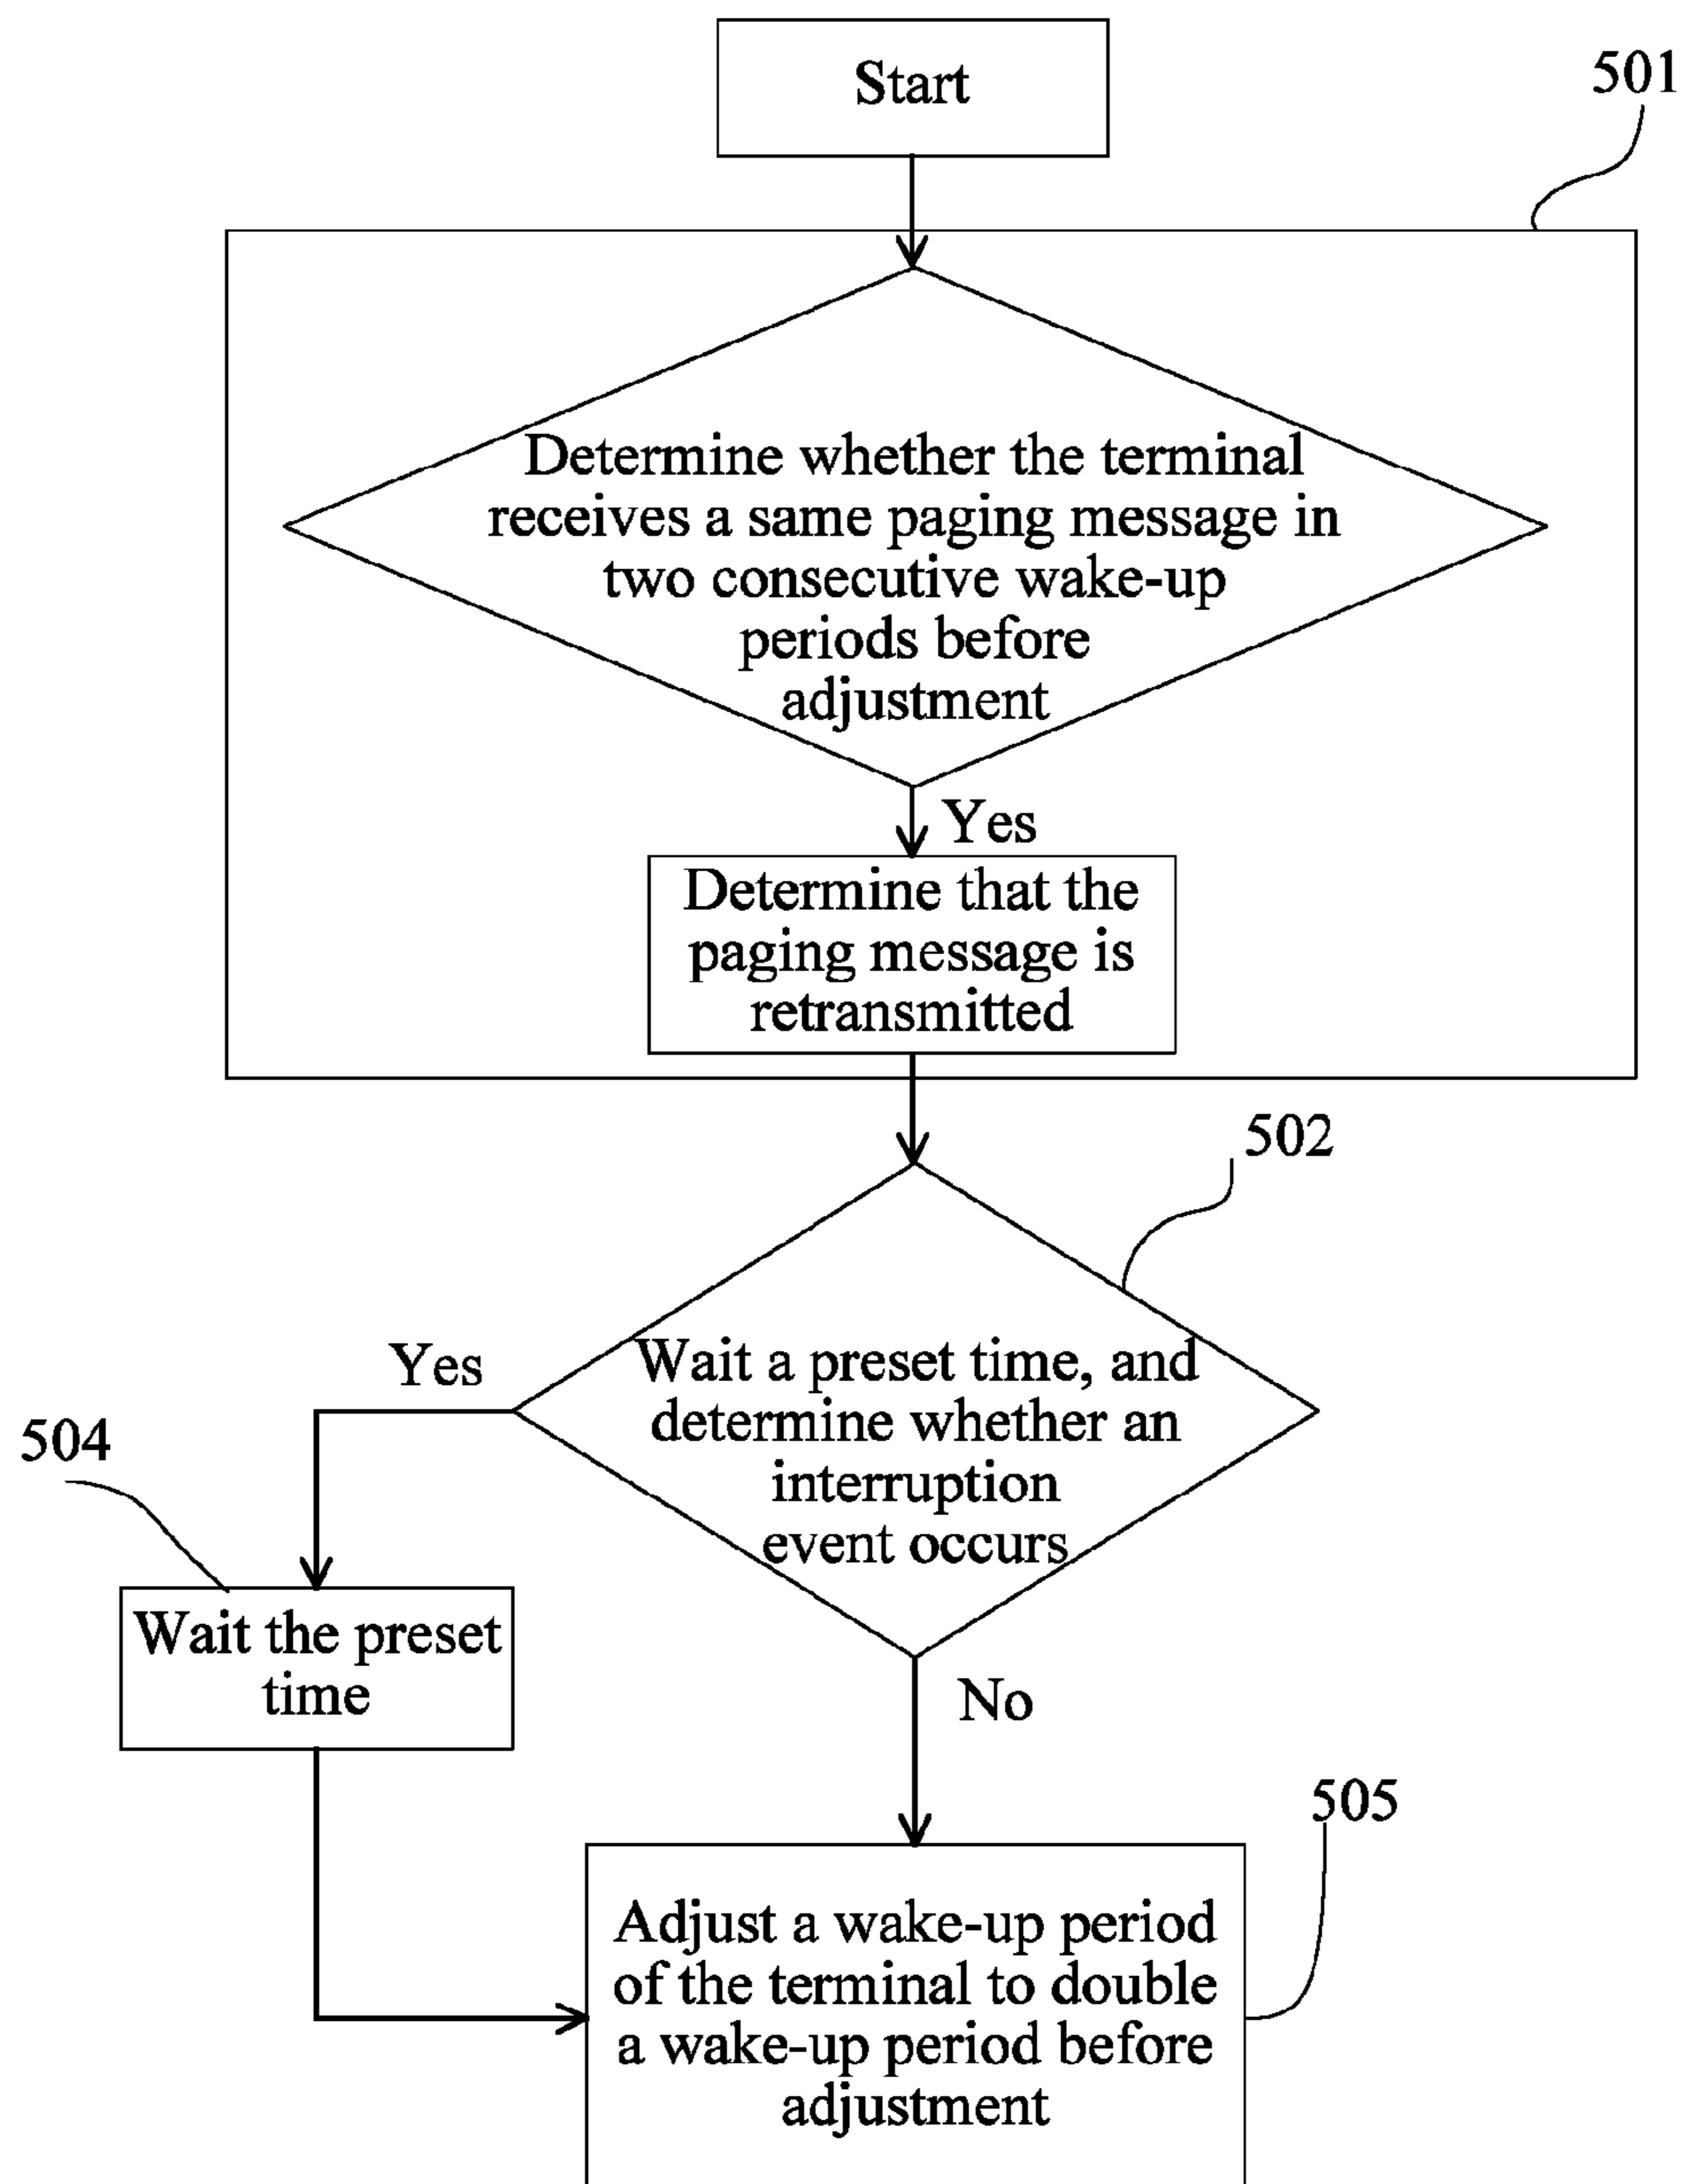 Start
501
Determine whether the terminal
receives a same paging message in
two consecutive wake-up
periods before
adjustment
Yes
Determine that the
paging message is
retransmitted
502
Wait a preset time, and
determine whether an
interruption
event occurs
Yes
504
Wait the preset
time
No
505
Adjust a wake-up period
of the terminal to double
a wake-up period before
adjustment